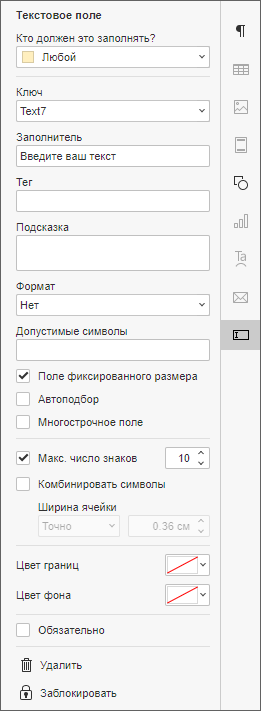 Текстовое поле
Кто должен это заполнять?
Любой
Ключ
Text7
Заполнитель
Введите ваш текст
Тег
Подсказка
Формат
Нет
Допустимые символы
Поле фиксированного размера
Автоподбор
Многострочное поле
Макс. число знаков 10
Комбинировать символы
Ширина ячейки
Точно 0.36 см
Цвет границ
Цвет фона
Обязательно
Удалить
Заблокировать